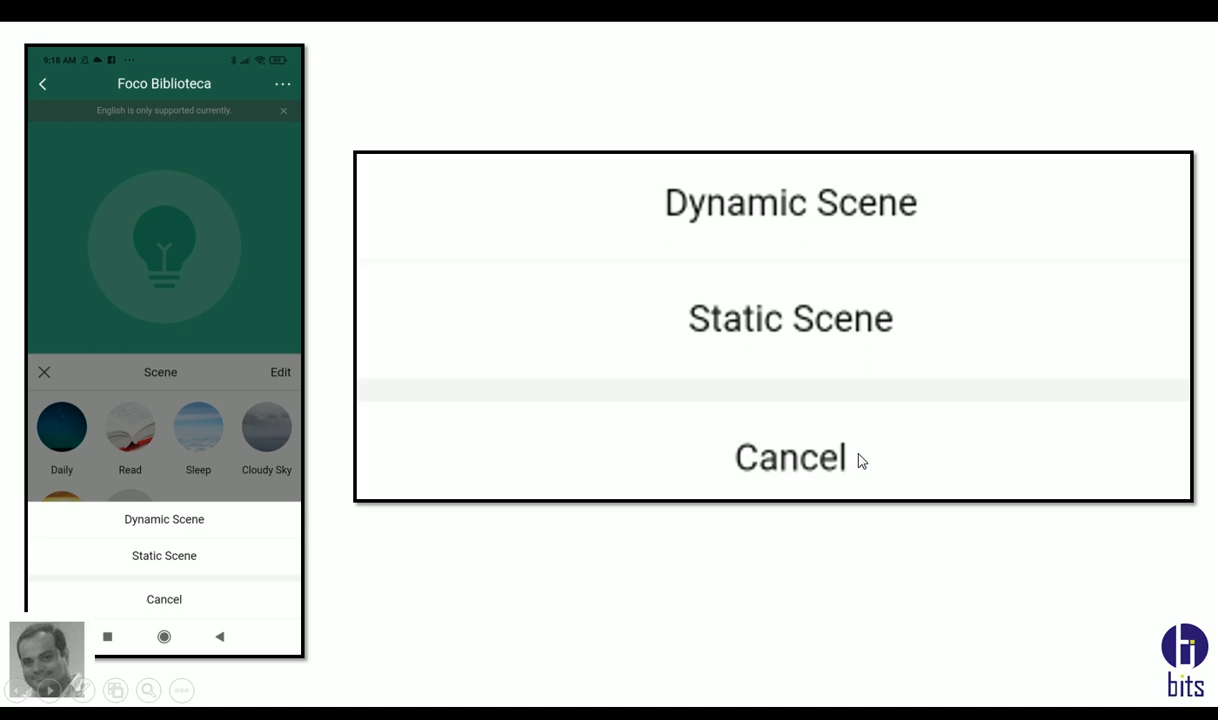 9:18 AM
Foco Biblioteca
English is only supported currently.
Scene
Edit
Daily
Read
Sleep
Cloudy Sky
Dynamic Scene
Static Scene
Cancel
Dynamic Scene
Static Scene
Cancel
hi
bits